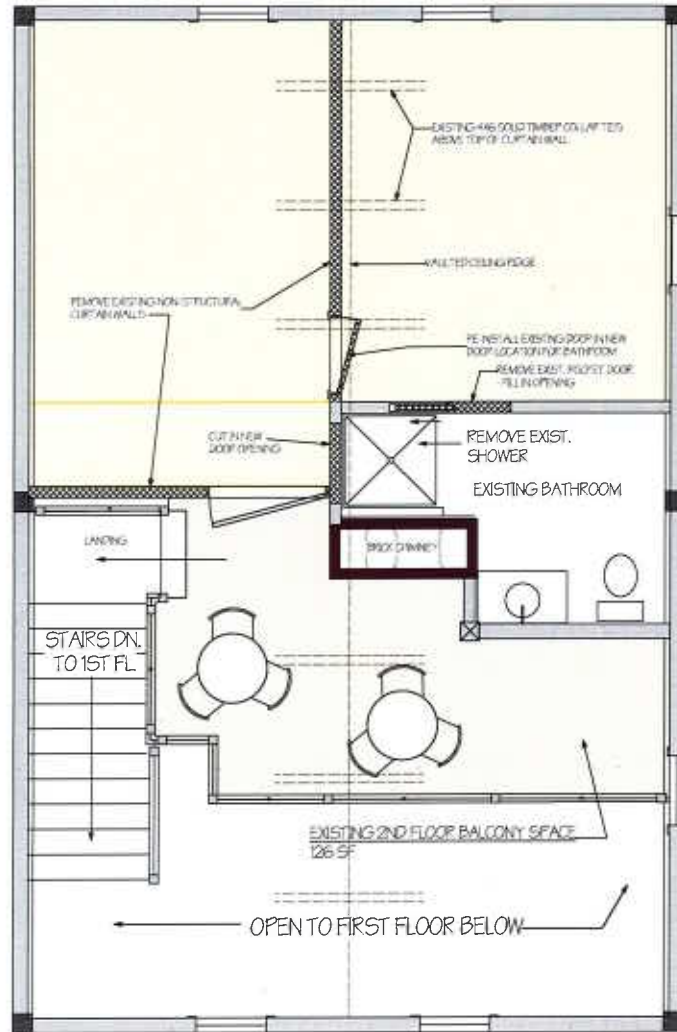 EXISTING 4X6 SOLID TIMBER COLLAR TIES
ABOVE TOP OF CURTAIN WALL
VAULTED CEILING RIDGE
REMOVE EXISTING NON-STRUCTURAL
CURTAIN WALLS
RE-INSTALL EXISTING DOOR IN NEW
DOOR LOCATION FOR BATHROOM
REMOVE EXIST. POCKET DOOR
FILL IN OPENING
CUT IN NEW
DOOR OPENING
REMOVE EXIST.
SHOWER
EXISTING BATHROOM
LANDING
BRICK CHIMNEY
STAIRS DN.
TO 1ST FL
EXISTING 2ND FLOOR BALCONY SPACE
126 SF
OPEN TO FIRST FLOOR BELOW